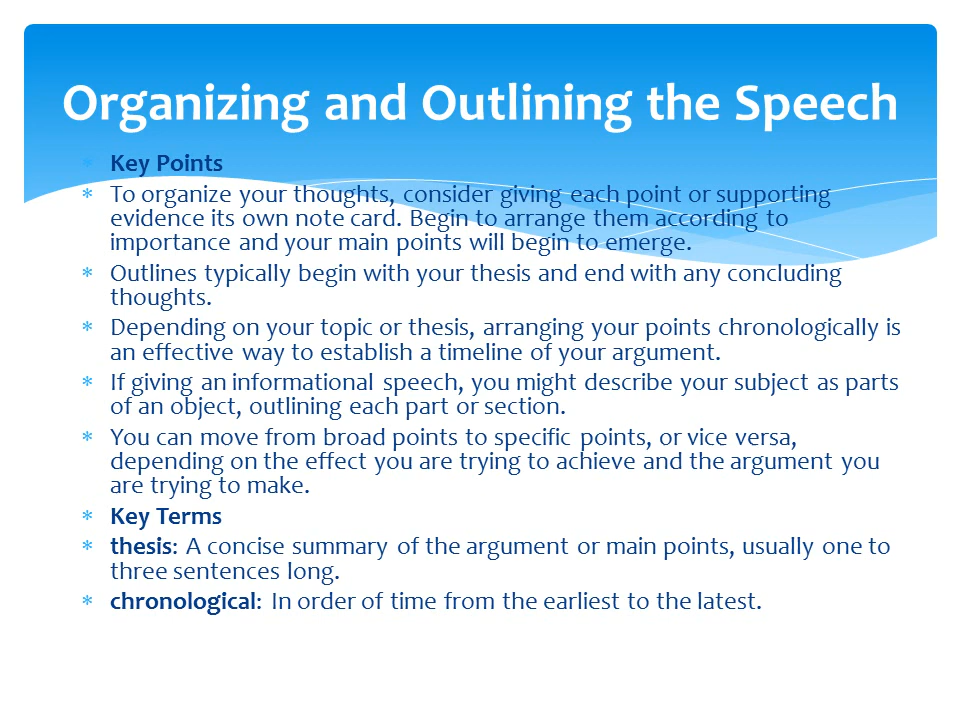 Organizing and Outlining the Speech
* Key Points
* To organize your thoughts, consider giving each point or supporting
evidence its own note card. Begin to arrange them according to
importance and your main points will begin to emerge.
* Outlines typically begin with your thesis and end with any concluding
thoughts.
* Depending on your topic or thesis, arranging your points chronologically is
an effective way to establish a timeline of your argument.
* If giving an informational speech, you might describe your subject as parts
of an object, outlining each part or section.
* You can move from broad points to specific points, or vice versa,
depending on the effect you are trying to achieve and the argument you
are trying to make.
* Key Terms
* thesis: A concise summary of the argument or main points, usually one to
three sentences long.
* chronological: In order of time from the earliest to the latest.